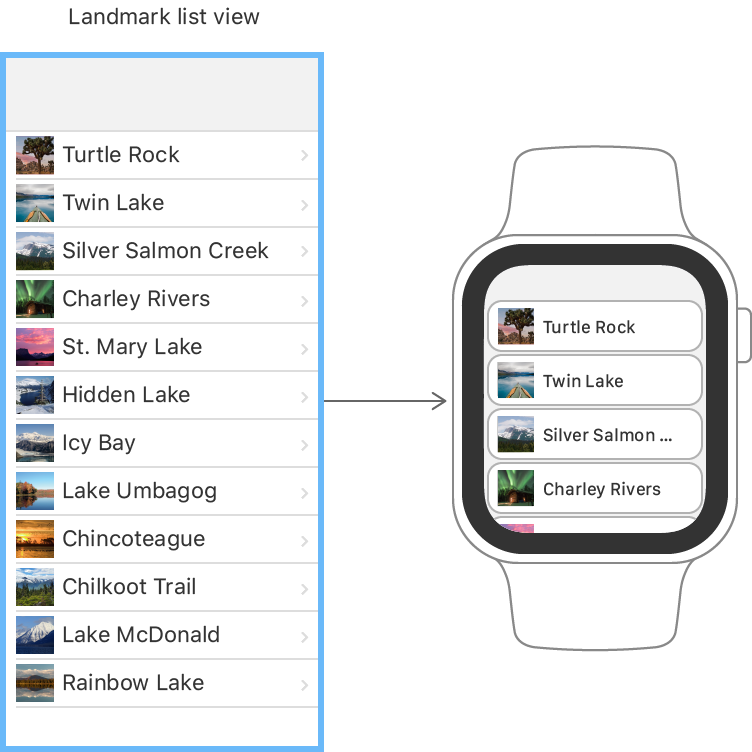 Landmark list view
Turtle Rock
Twin Lake
Silver Salmon Creek
Charley Rivers
St. Mary Lake
Hidden Lake
Icy Bay
Lake Umbagog
Chincoteague
Chilkoot Trail
Lake McDonald
Rainbow Lake
Turtle Rock
Twin Lake
Silver Salmon ...
Charley Rivers